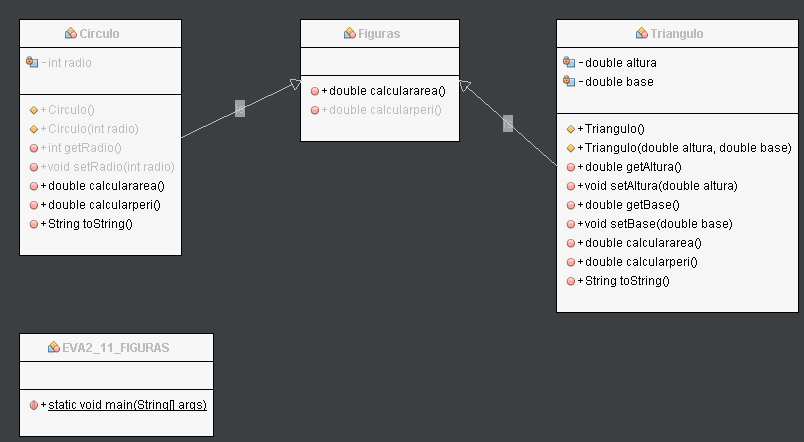 Circulo
- int radio
+ Circulo()
+ Circulo(int radio)
+ int getRadio()
+ void setRadio(int radio)
+ double calculararea()
+ double calcularperi()
+ String toString()
Figuras
+ double calculararea()
+ double calcularperi()
Triangulo
- double altura
- double base
+ Triangulo()
+ Triangulo(double altura, double base)
+ double getAltura()
+ void setAltura(double altura)
+ double getBase()
+ void setBase(double base)
+ double calculararea()
+ double calcularperi()
+ String toString()
EVA2_11_FIGURAS
+ static void main(String[] args)